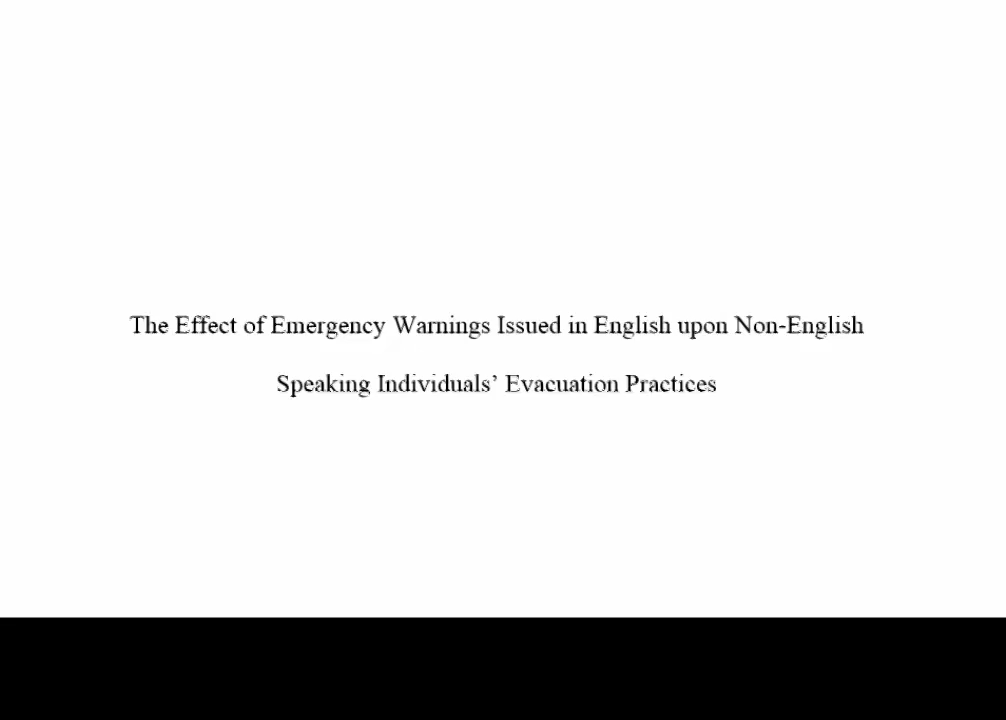 The Effect of Emergency Warnings Issued in English upon Non-English
Speaking Individuals’ Evacuation Practices